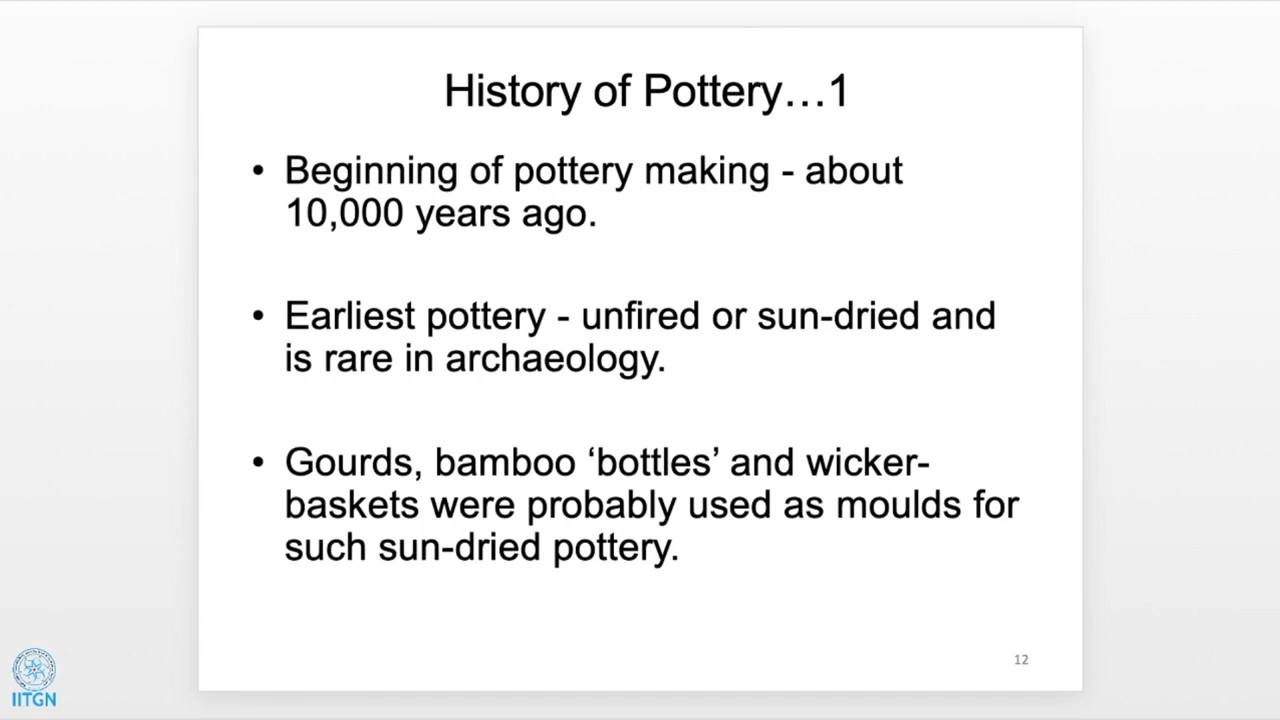 History of Pottery…1
• Beginning of pottery making - about
10,000 years ago.
• Earliest pottery - unfired or sun-dried and
is rare in archaeology.
• Gourds, bamboo ‘bottles’ and wicker-
baskets were probably used as moulds for
such sun-dried pottery.
12
IITGN